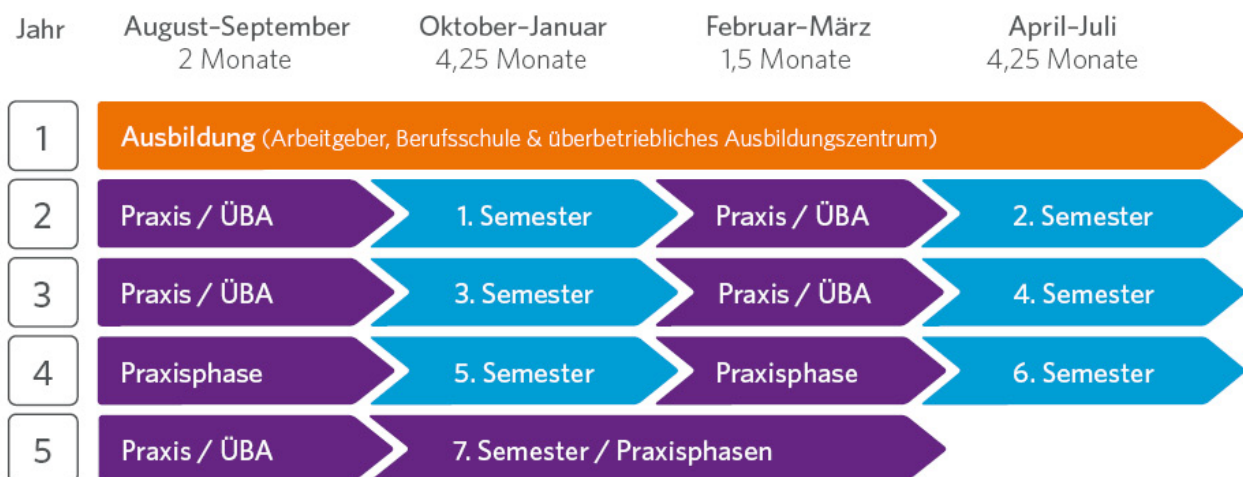 Jahr August–September Oktober–Januar Februar–März April–Juli
2 Monate 4,25 Monate 1,5 Monate 4,25 Monate
1 Ausbildung (Arbeitgeber, Berufsschule & überbetriebliches Ausbildungszentrum)
2 Praxis / ÜBA 1. Semester Praxis / ÜBA 2. Semester
3 Praxis / ÜBA 3. Semester Praxis / ÜBA 4. Semester
4 Praxisphase 5. Semester Praxisphase 6. Semester
5 Praxis / ÜBA 7. Semester / Praxisphasen